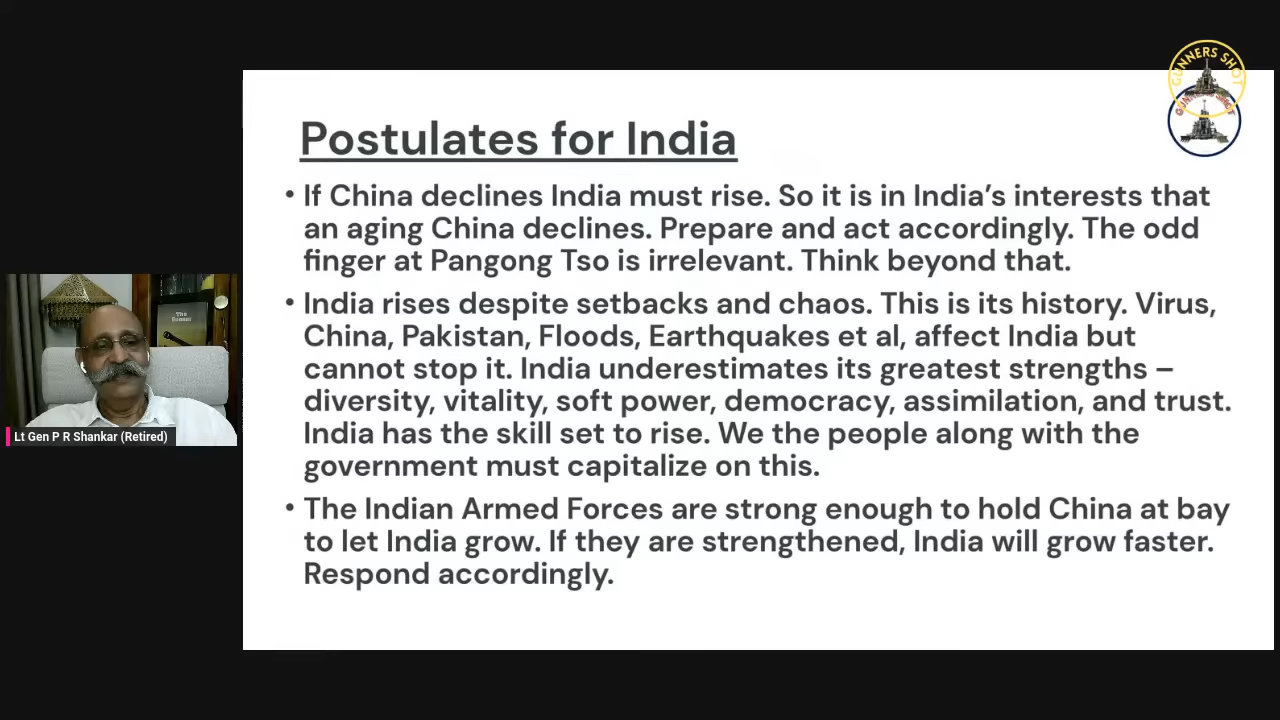 GUNNERS SHOT
Postulates for India
• If China declines India must rise. So it is in India’s interests that
an aging China declines. Prepare and act accordingly. The odd
finger at Pangong Tso is irrelevant. Think beyond that.
• India rises despite setbacks and chaos. This is its history. Virus,
China, Pakistan, Floods, Earthquakes et al, affect India but
cannot stop it. India underestimates its greatest strengths –
diversity, vitality, soft power, democracy, assimilation, and trust.
India has the skill set to rise. We the people along with the
government must capitalize on this.
• The Indian Armed Forces are strong enough to hold China at bay
to let India grow. If they are strengthened, India will grow faster.
Respond accordingly.
Lt Gen P R Shankar (Retired)